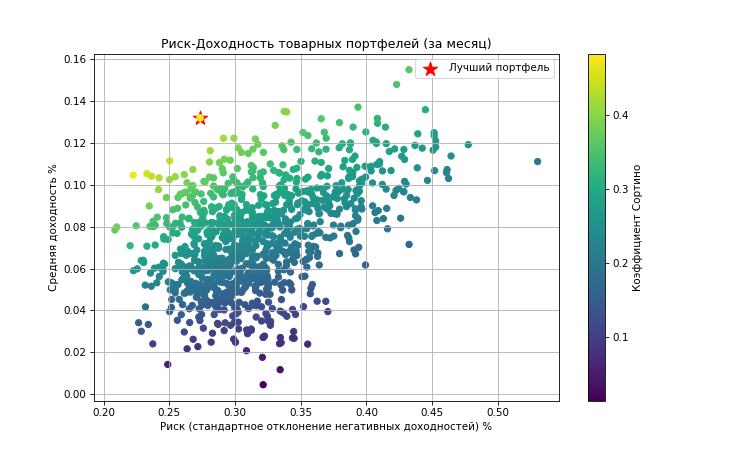 Риск-Доходность товарных портфелей (за месяц)
Лучший портфель
Средняя доходность %
0.16
0.14
0.12
0.10
0.08
0.06
0.04
0.02
0.00
0.20 0.25 0.30 0.35 0.40 0.45 0.50
Риск (стандартное отклонение негативных доходностей) %
0.4
0.3
0.2
0.1
Коэффициент Сортино